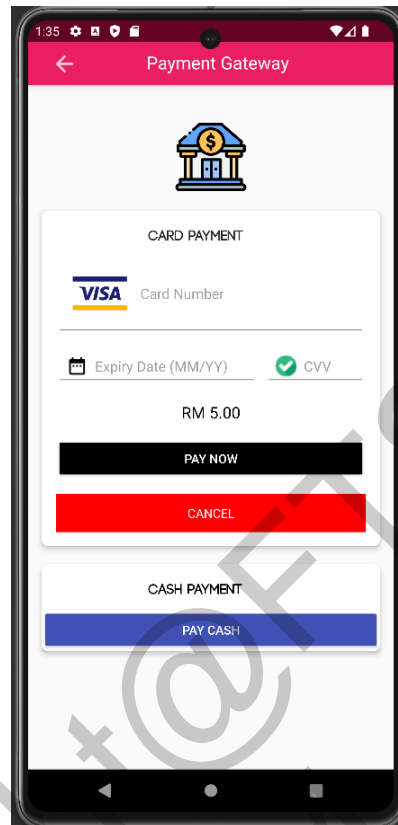 1:35
Payment Gateway
CARD PAYMENT
VISA Card Number
Expiry Date (MM/YY) CVV
RM 5.00
PAY NOW
CANCEL
CASH PAYMENT
PAY CASH
t@FTS